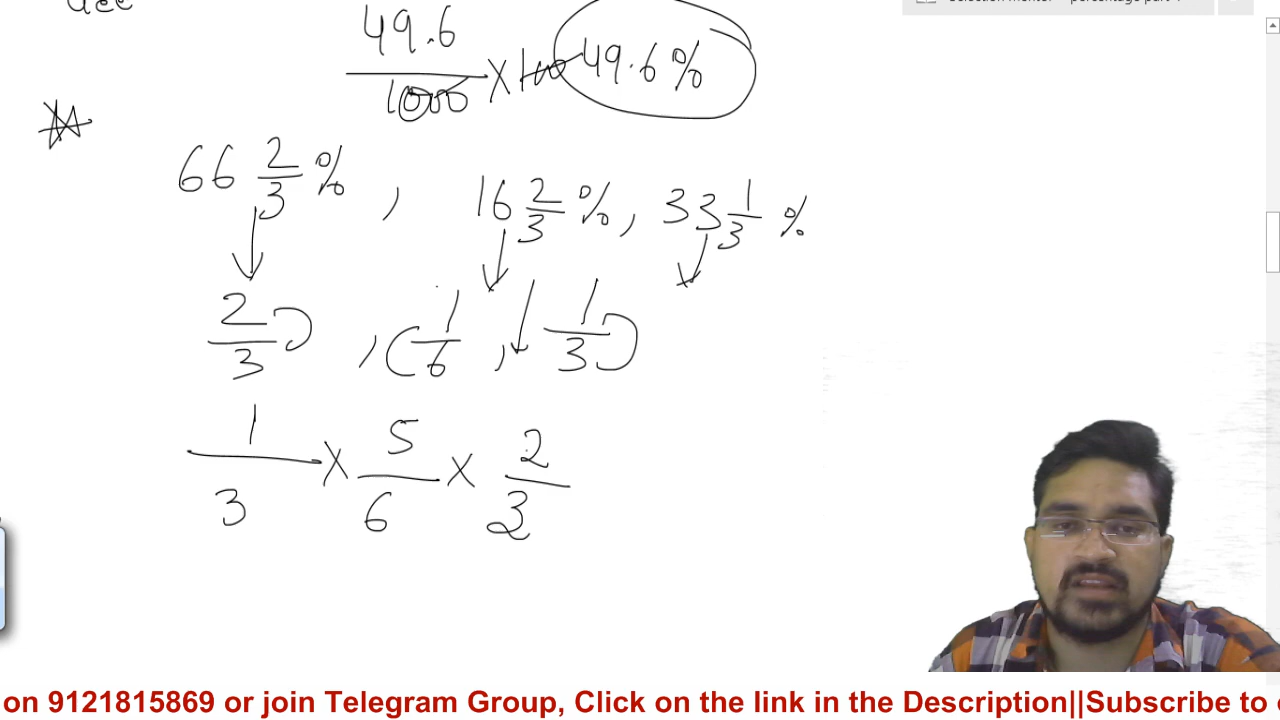 49.6
1000 × 100 49.6%
66 2/3 %, 16 2/3 %, 33 1/3 %
2/3 , ( 1/6 , 1/3 )
1/3 × 5/6 × 2/3
on 9121815869 or join Telegram Group, Click on the link in the Description||Subscribe to